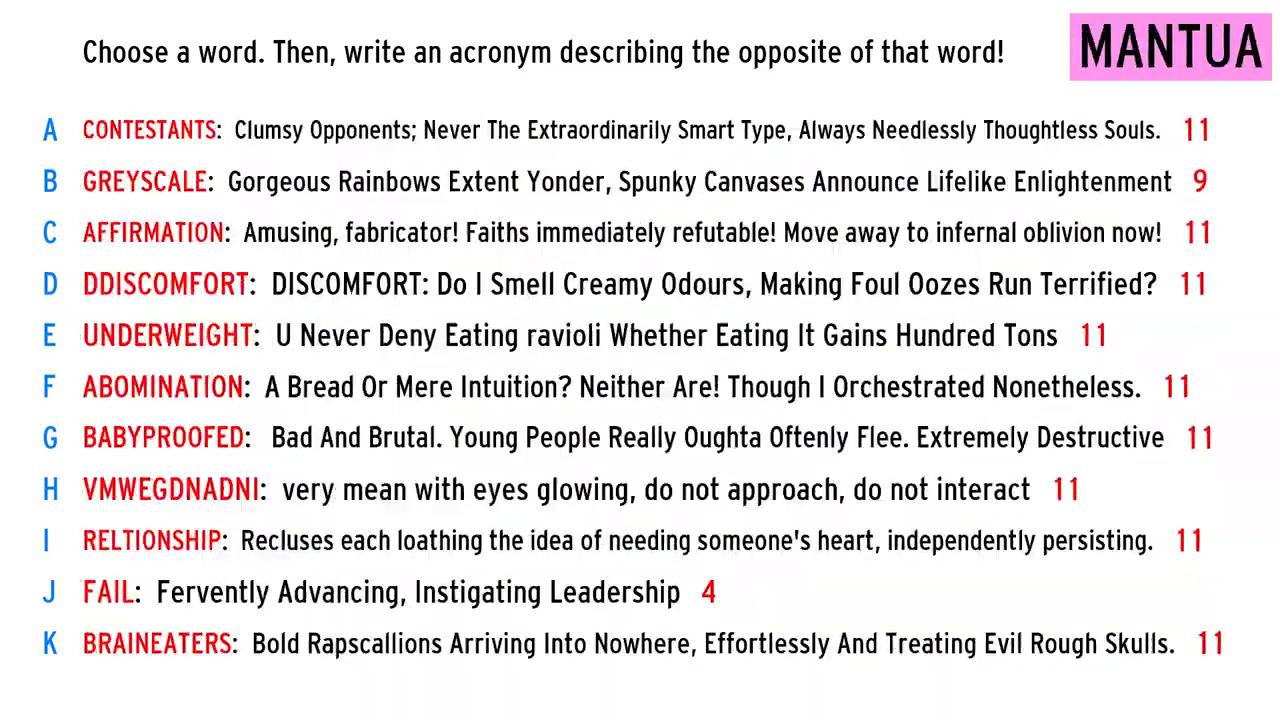 Choose a word. Then, write an acronym describing the opposite of that word!
MANTUA
A CONTESTANTS: Clumsy Opponents; Never The Extraordinarily Smart Type, Always Needlessly Thoughtless Souls. 11
B GREYSCALE: Gorgeous Rainbows Extent Yonder, Spunky Canvases Announce Lifelike Enlightenment 9
C AFFIRMATION: Amusing, fabricator! Faiths immediately refutable! Move away to infernal oblivion now! 11
D DDISCOMFORT: DISCOMFORT: Do I Smell Creamy Odours, Making Foul Oozes Run Terrified? 11
E UNDERWEIGHT: U Never Deny Eating ravioli Whether Eating It Gains Hundred Tons 11
F ABOMINATION: A Bread Or Mere Intuition? Neither Are! Though I Orchestrated Nonetheless. 11
G BABYPROOFED: Bad And Brutal. Young People Really Oughta Oftenly Flee. Extremely Destructive 11
H VMWEGDNADNI: very mean with eyes glowing, do not approach, do not interact 11
I RELTIONSHIP: Recluses each loathing the idea of needing someone's heart, independently persisting. 11
J FAIL: Fervently Advancing, Instigating Leadership 4
K BRAINEATERS: Bold Rapscallions Arriving Into Nowhere, Effortlessly And Treating Evil Rough Skulls. 11